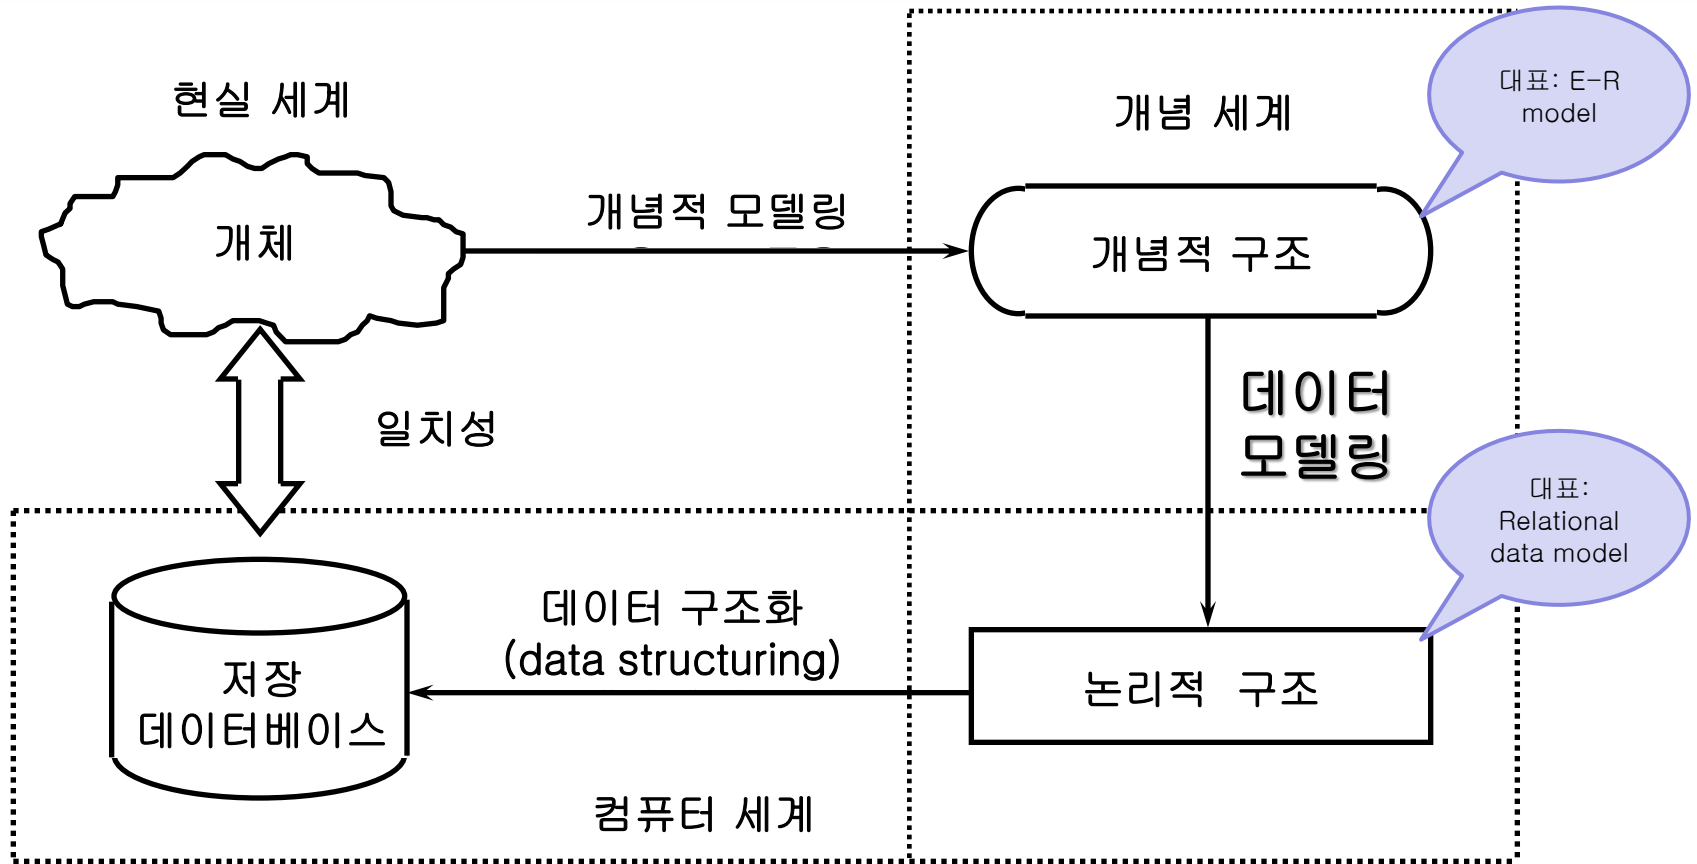 현실 세계
개념 세계
대표: E-R
model
개체
개념적 모델링
개념적 구조
데이터
모델링
일치성
대표:
Relational
data model
데이터 구조화
(data structuring)
저장
데이터베이스
논리적 구조
컴퓨터 세계